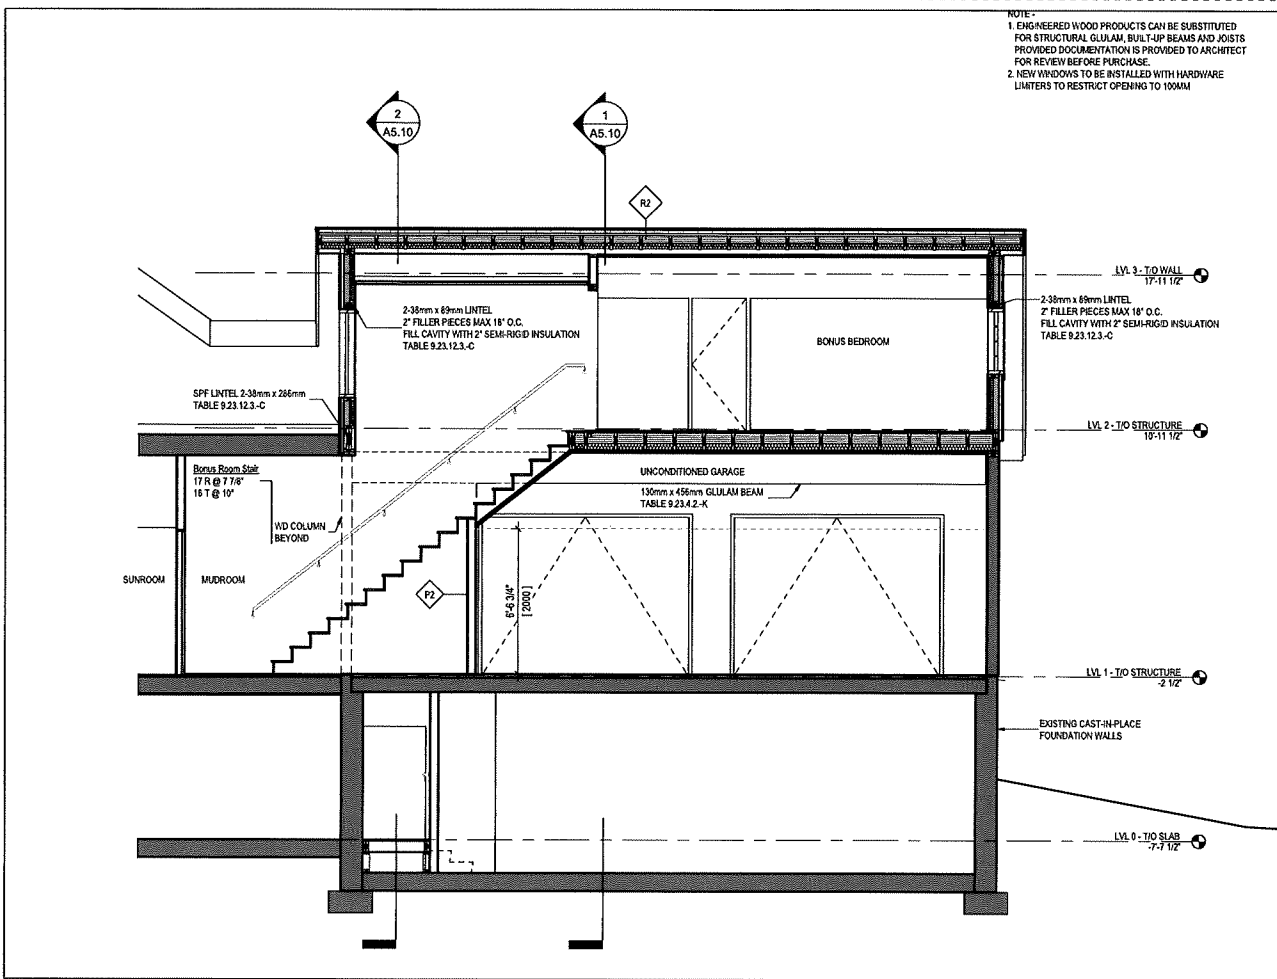 NOTE -
1. ENGINEERED WOOD PRODUCTS CAN BE SUBSTITUTED
FOR STRUCTURAL GLULAM, BUILT-UP BEAMS AND JOISTS
PROVIDED DOCUMENTATION IS PROVIDED TO ARCHITECT
FOR REVIEW BEFORE PURCHASE.
2. NEW WINDOWS TO BE INSTALLED WITH HARDWARE
LIMITERS TO RESTRICT OPENING TO 100MM
2
A5.10
1
A5.10
R2
LVL 3 - T/O WALL
17'-11 1/2"
2-38mm x 89mm LINTEL
2" FILLER PIECES MAX 18" O.C.
FILL CAVITY WITH 2" SEMI-RIGID INSULATION
TABLE 9.23.12.3.-C
2-38mm x 89mm LINTEL
2" FILLER PIECES MAX 18" O.C.
FILL CAVITY WITH 2" SEMI-RIGID INSULATION
TABLE 9.23.12.3.-C
BONUS BEDROOM
SPF LINTEL 2-38mm x 286mm
TABLE 9.23.12.3.-C
LVL 2 - T/O STRUCTURE
10'-11 1/2"
Bonus Room Stair
17 R @ 7 7/8"
16 T @ 10"
UNCONDITIONED GARAGE
130mm x 456mm GLULAM BEAM
TABLE 9.23.4.2.-K
WD COLUMN
BEYOND
SUNROOM
MUDROOM
P2
6'-6 3/4"
[2000]
LVL 1 - T/O STRUCTURE
-2 1/2"
EXISTING CAST-IN-PLACE
FOUNDATION WALLS
LVL 0 - T/O SLAB
-7'-7 1/2"